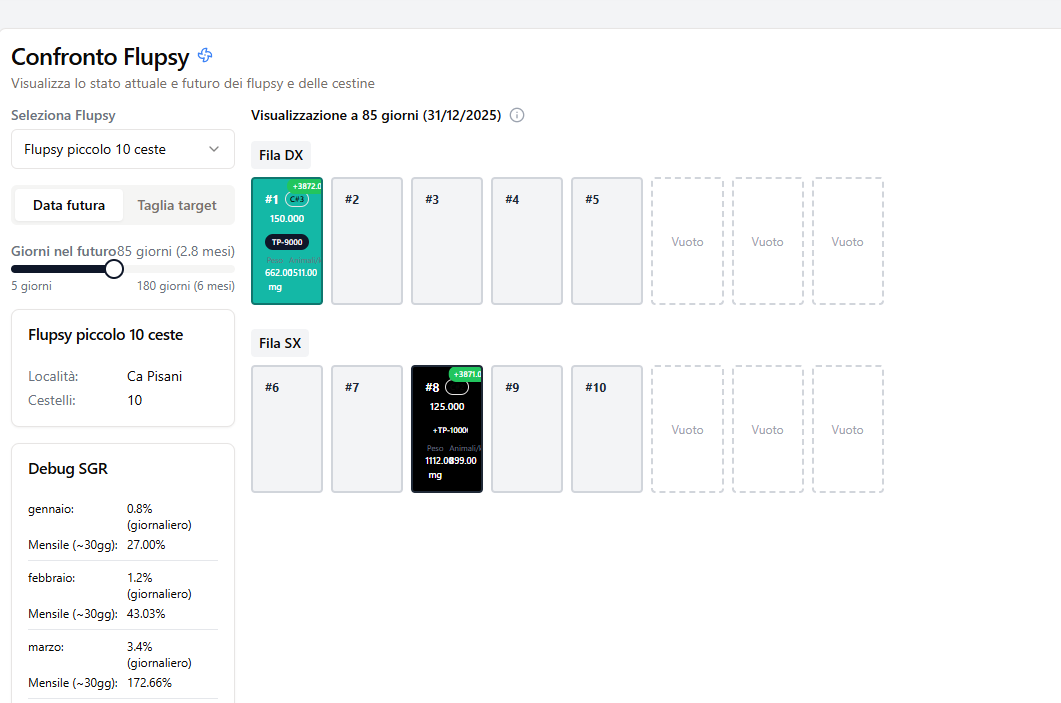 Confronto Flupsy
Visualizza lo stato attuale e futuro dei flupsy e delle cestine
Seleziona Flupsy
Flupsy piccolo 10 ceste
Data futura
Taglia target
Giorni nel futuro85 giorni (2.8 mesi)
5 giorni
180 giorni (6 mesi)
Flupsy piccolo 10 ceste
Località: Ca Pisani
Cestelli: 10
Debug SGR
gennaio: 0.8%
(giornaliero)
Mensile (~30gg): 27.00%
febbraio: 1.2%
(giornaliero)
Mensile (~30gg): 43.03%
marzo: 3.4%
(giornaliero)
Mensile (~30gg): 172.66%
Visualizzazione a 85 giorni (31/12/2025)
Fila DX
+3872.0
#1 C#3
150.000
TP-9000
Peso Animali/
662.00
511.00
mg
#2
#3
#4
#5
Vuoto
Vuoto
Vuoto
Fila SX
#6
#7
+3871.0
#8
125.000
+TP-1000
Peso Animali/
1112.00
899.00
mg
#9
#10
Vuoto
Vuoto
Vuoto